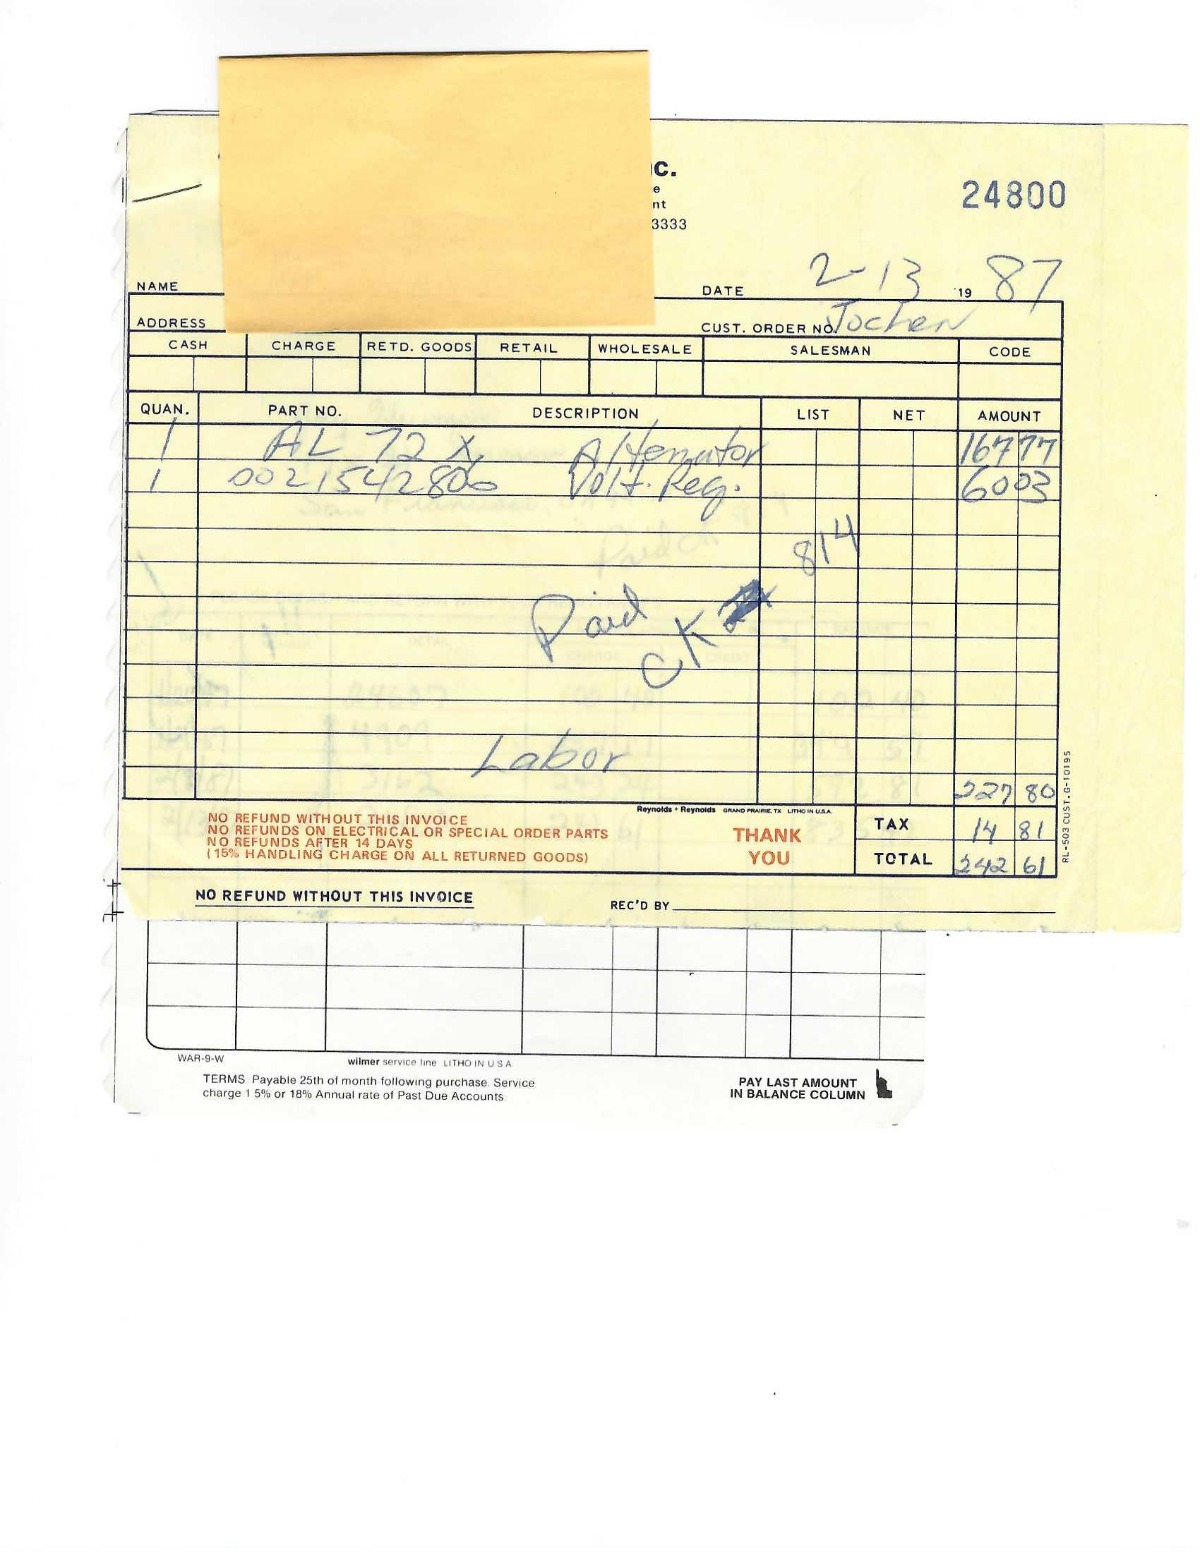 c.
e
nt
3333
24800
NAME
DATE 2-13 19 87
ADDRESS
CUST. ORDER NO. Jochen
CASH CHARGE RETD. GOODS RETAIL WHOLESALE SALESMAN CODE
QUAN. PART NO. DESCRIPTION LIST NET AMOUNT
1 AL 72 X Alternator 167 77
1 0021542806 Volt. Reg. 60 03
Paid CK 814
Labor
227 80
Reynolds + Reynolds GRAND PRAIRIE, TX LITHO IN U.S.A.
NO REFUND WITHOUT THIS INVOICE
NO REFUNDS ON ELECTRICAL OR SPECIAL ORDER PARTS
NO REFUNDS AFTER 14 DAYS
(15% HANDLING CHARGE ON ALL RETURNED GOODS)
THANK
YOU
TAX 14 81
TOTAL 242 61
RL-503 CUST. G-10195
NO REFUND WITHOUT THIS INVOICE
REC'D BY
WAR-9-W
wilmer service line LITHO IN U S A
TERMS Payable 25th of month following purchase. Service
charge 1 5% or 18% Annual rate of Past Due Accounts
PAY LAST AMOUNT
IN BALANCE COLUMN